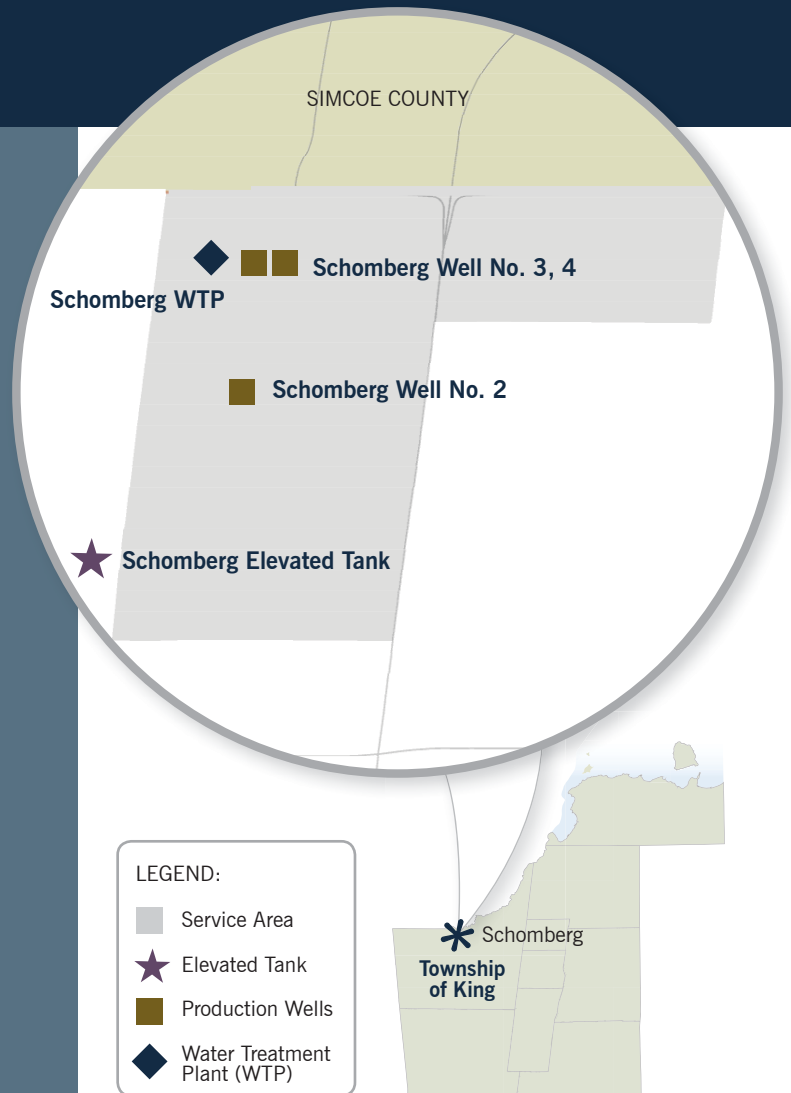 SIMCOE COUNTY
Schomberg Well No. 3, 4
Schomberg WTP
Schomberg Well No. 2
Schomberg Elevated Tank
LEGEND:
Service Area
Elevated Tank
Production Wells
Water Treatment
Plant (WTP)
Schomberg
Township
of King